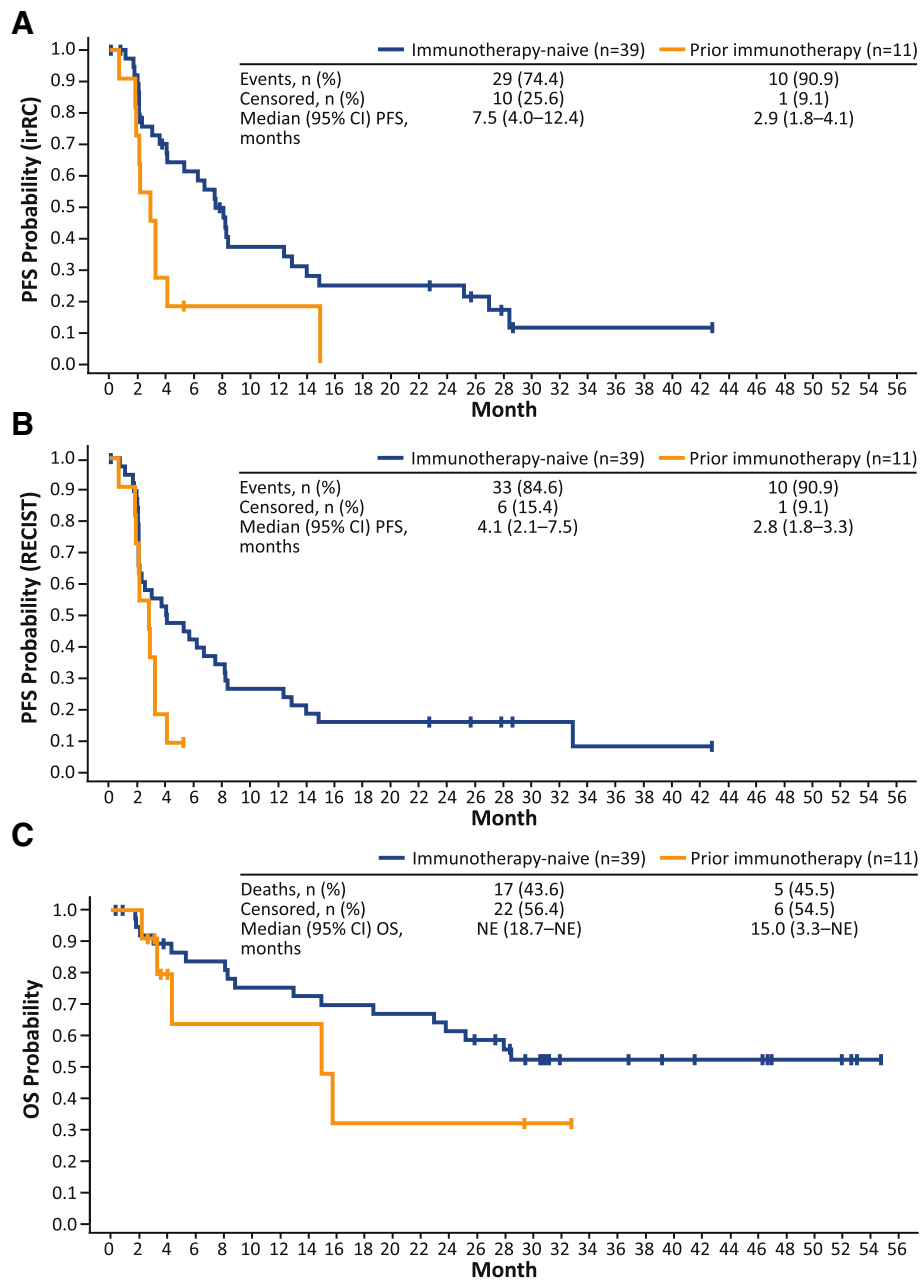 A
Immunotherapy-naive (n=39) Prior immunotherapy (n=11)
Events, n (%) 29 (74.4) 10 (90.9)
Censored, n (%) 10 (25.6) 1 (9.1)
Median (95% CI) PFS, 7.5 (4.0–12.4) 2.9 (1.8–4.1)
months
PFS Probability (irRC)
1.0
0.9
0.8
0.7
0.6
0.5
0.4
0.3
0.2
0.1
0.0
0 2 4 6 8 10 12 14 16 18 20 22 24 26 28 30 32 34 36 38 40 42 44 46 48 50 52 54 56
Month
B
Immunotherapy-naive (n=39) Prior immunotherapy (n=11)
Events, n (%) 33 (84.6) 10 (90.9)
Censored, n (%) 6 (15.4) 1 (9.1)
Median (95% CI) PFS, 4.1 (2.1–7.5) 2.8 (1.8–3.3)
months
PFS Probability (RECIST)
1.0
0.9
0.8
0.7
0.6
0.5
0.4
0.3
0.2
0.1
0.0
0 2 4 6 8 10 12 14 16 18 20 22 24 26 28 30 32 34 36 38 40 42 44 46 48 50 52 54 56
Month
C
Immunotherapy-naive (n=39) Prior immunotherapy (n=11)
Deaths, n (%) 17 (43.6) 5 (45.5)
Censored, n (%) 22 (56.4) 6 (54.5)
Median (95% CI) OS, NE (18.7–NE) 15.0 (3.3–NE)
months
OS Probability
1.0
0.9
0.8
0.7
0.6
0.5
0.4
0.3
0.2
0.1
0.0
0 2 4 6 8 10 12 14 16 18 20 22 24 26 28 30 32 34 36 38 40 42 44 46 48 50 52 54 56
Month